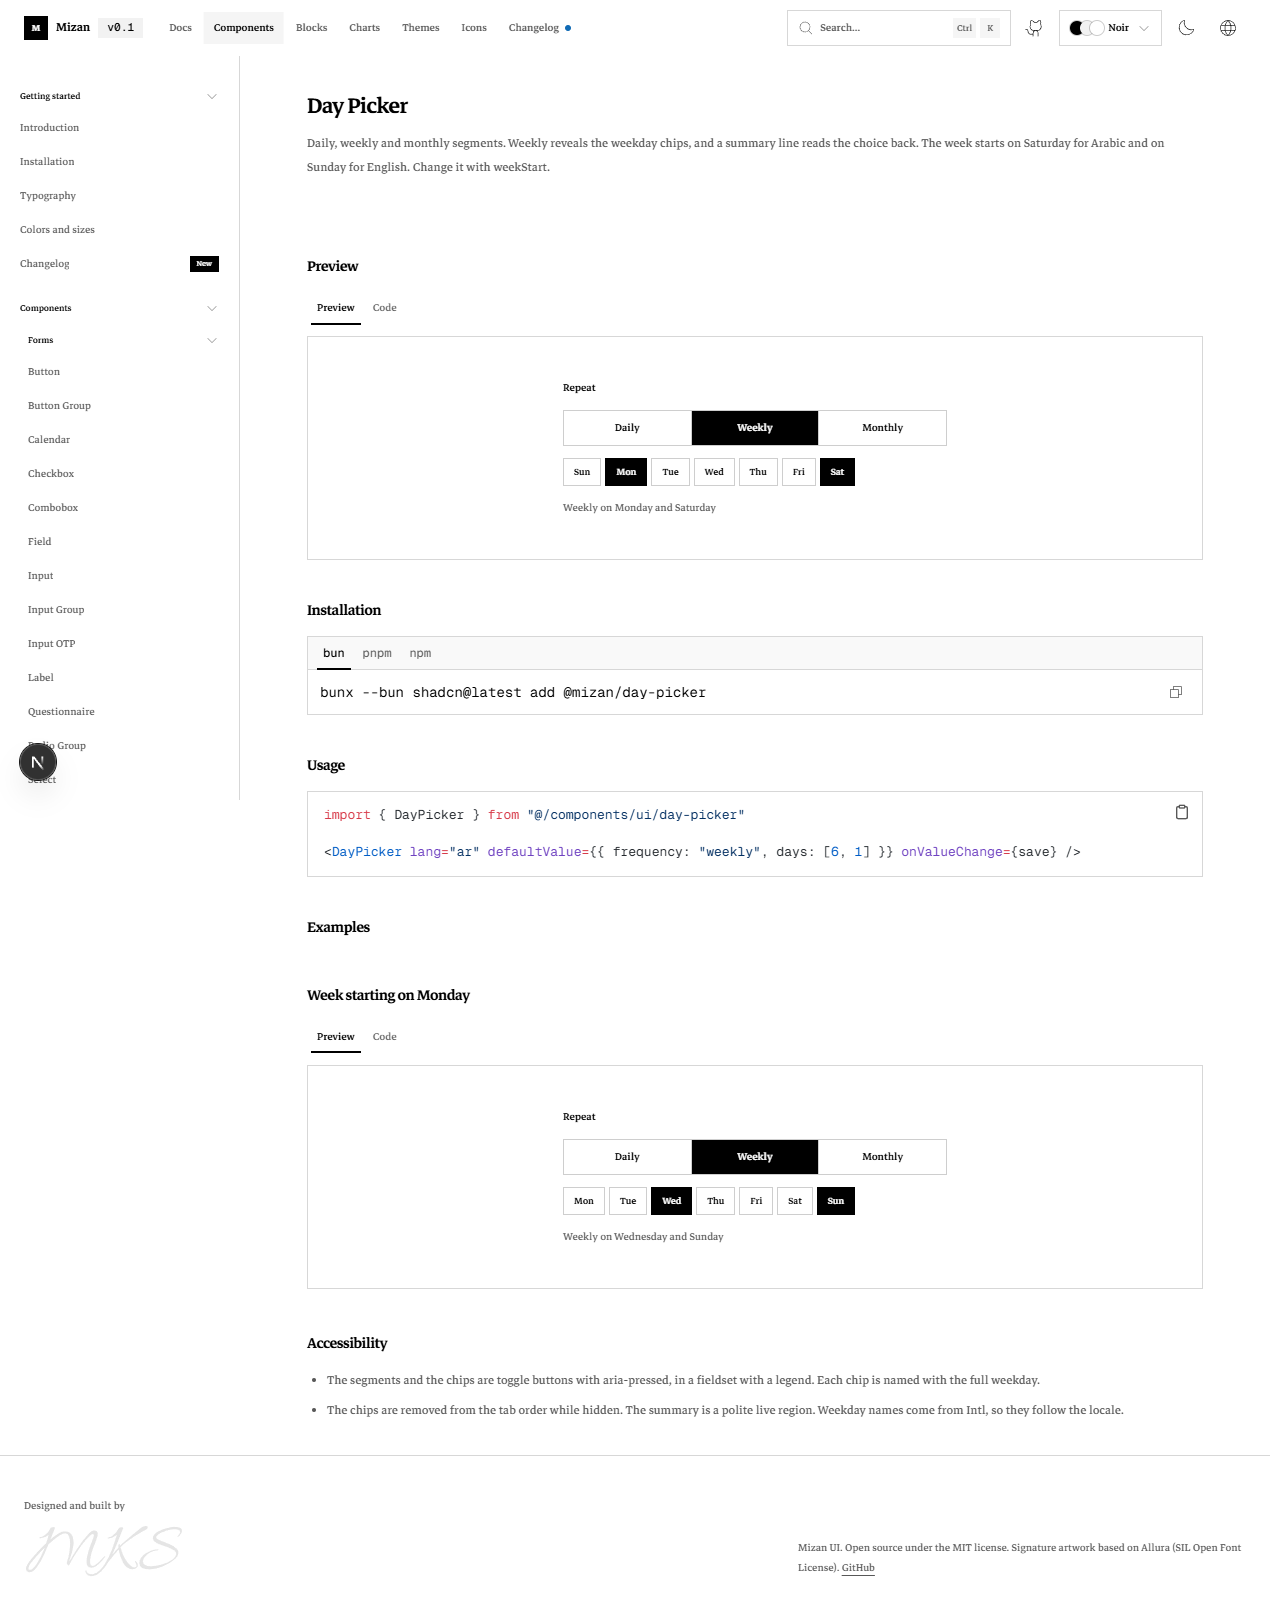 M Mizan v0.1 Docs Components Blocks Charts Themes Icons Changelog Search... Ctrl K Noir
Getting started
Introduction
Installation
Typography
Colors and sizes
Changelog New
Components
Forms
Button
Button Group
Calendar
Checkbox
Combobox
Field
Input
Input Group
Input OTP
Label
Questionnaire
Group
N
Select
Day Picker
Daily, weekly and monthly segments. Weekly reveals the weekday chips, and a summary line reads the choice back. The week starts on Saturday for Arabic and on
Sunday for English. Change it with weekStart.
Preview
Preview Code
Repeat
Daily Weekly Monthly
Sun Mon Tue Wed Thu Fri Sat
Weekly on Monday and Saturday
Installation
bun pnpm npm
bunx --bun shadcn@latest add @mizan/day-picker
Usage
import { DayPicker } from "@/components/ui/day-picker"
<DayPicker lang="ar" defaultValue={{ frequency: "weekly", days: [6, 1] }} onValueChange={save} />
Examples
Week starting on Monday
Preview Code
Repeat
Daily Weekly Monthly
Mon Tue Wed Thu Fri Sat Sun
Weekly on Wednesday and Sunday
Accessibility
• The segments and the chips are toggle buttons with aria-pressed, in a fieldset with a legend. Each chip is named with the full weekday.
• The chips are removed from the tab order while hidden. The summary is a polite live region. Weekday names come from Intl, so they follow the locale.
Designed and built by
MKS
Mizan UI. Open source under the MIT license. Signature artwork based on Allura (SIL Open Font
License). GitHub